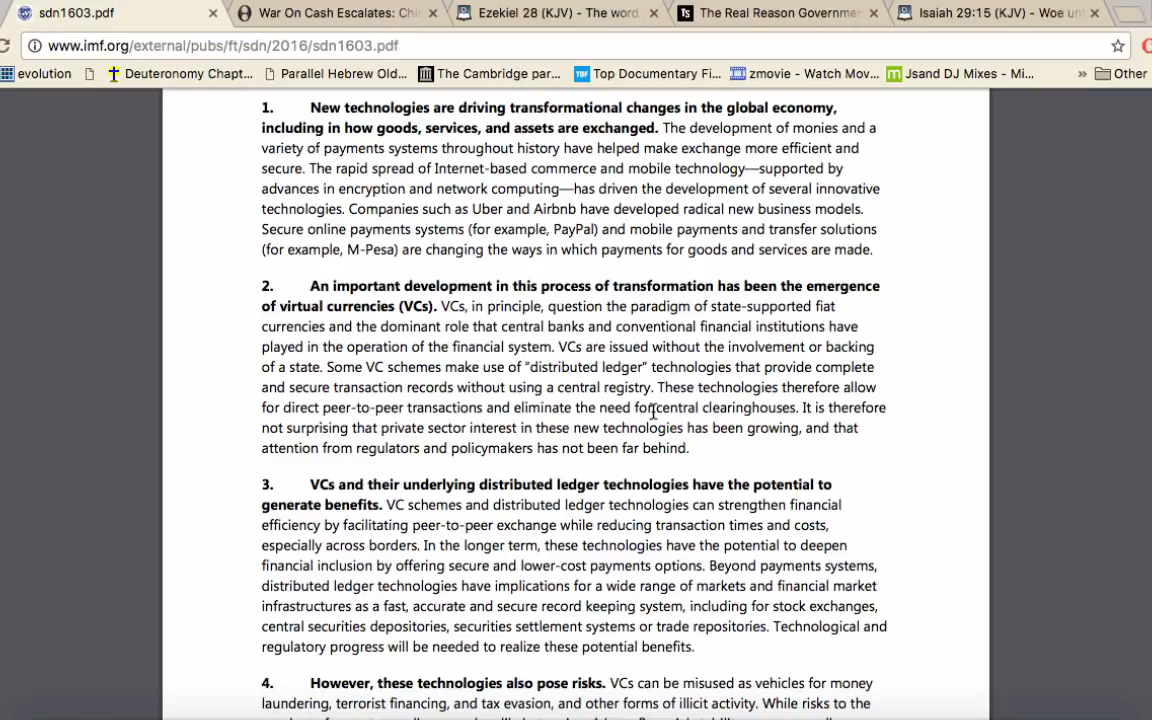 sdn1603.pdf
War On Cash Escalates: Chin
Ezekiel 28 (KJV) - The word
The Real Reason Governmen
Isaiah 29:15 (KJV) - Woe unt
www.imf.org/external/pubs/ft/sdn/2016/sdn1603.pdf
evolution
Deuteronomy Chapt...
Parallel Hebrew Old...
The Cambridge par...
TDF
Top Documentary Fi...
zmovie - Watch Mov...
Jsand DJ Mixes - Mi...
»
Other
1. New technologies are driving transformational changes in the global economy,
including in how goods, services, and assets are exchanged. The development of monies and a
variety of payments systems throughout history have helped make exchange more efficient and
secure. The rapid spread of Internet-based commerce and mobile technology—supported by
advances in encryption and network computing—has driven the development of several innovative
technologies. Companies such as Uber and Airbnb have developed radical new business models.
Secure online payments systems (for example, PayPal) and mobile payments and transfer solutions
(for example, M-Pesa) are changing the ways in which payments for goods and services are made.
2. An important development in this process of transformation has been the emergence
of virtual currencies (VCs). VCs, in principle, question the paradigm of state-supported fiat
currencies and the dominant role that central banks and conventional financial institutions have
played in the operation of the financial system. VCs are issued without the involvement or backing
of a state. Some VC schemes make use of “distributed ledger” technologies that provide complete
and secure transaction records without using a central registry. These technologies therefore allow
for direct peer-to-peer transactions and eliminate the need for central clearinghouses. It is therefore
not surprising that private sector interest in these new technologies has been growing, and that
attention from regulators and policymakers has not been far behind.
3. VCs and their underlying distributed ledger technologies have the potential to
generate benefits. VC schemes and distributed ledger technologies can strengthen financial
efficiency by facilitating peer-to-peer exchange while reducing transaction times and costs,
especially across borders. In the longer term, these technologies have the potential to deepen
financial inclusion by offering secure and lower-cost payments options. Beyond payments systems,
distributed ledger technologies have implications for a wide range of markets and financial market
infrastructures as a fast, accurate and secure record keeping system, including for stock exchanges,
central securities depositories, securities settlement systems or trade repositories. Technological and
regulatory progress will be needed to realize these potential benefits.
4. However, these technologies also pose risks. VCs can be misused as vehicles for money
laundering, terrorist financing, and tax evasion, and other forms of illicit activity. While risks to the